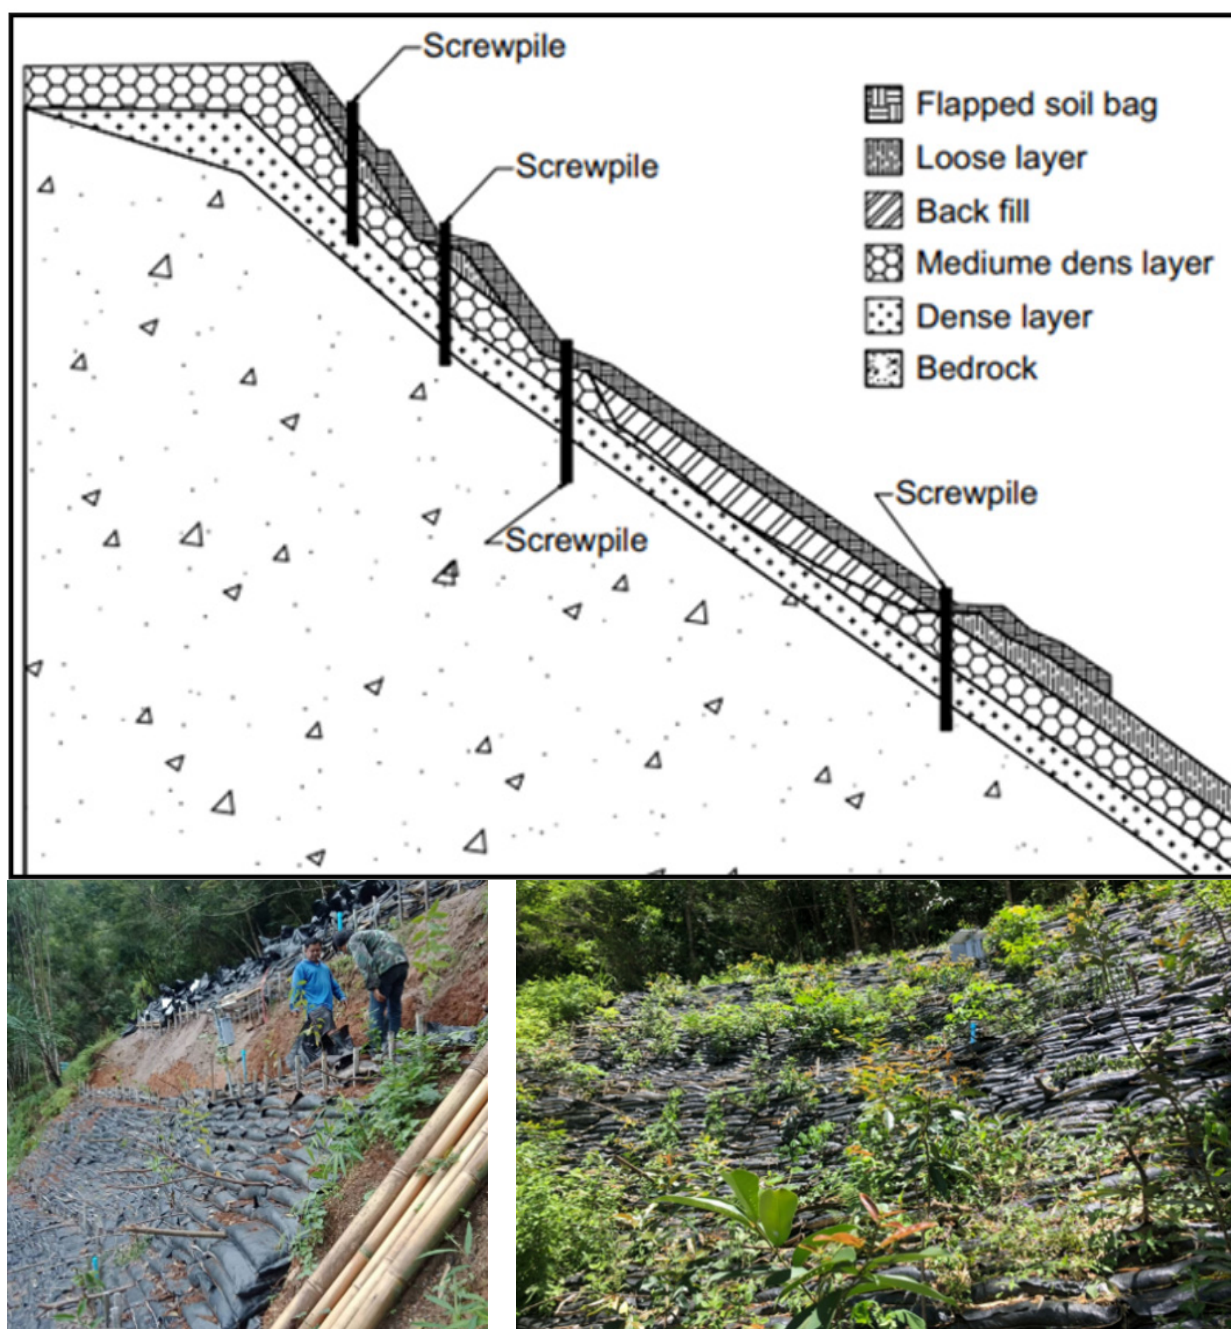 Screwpile
Screwpile
Screwpile
Screwpile
Flapped soil bag
Loose layer
Back fill
Mediume dens layer
Dense layer
Bedrock